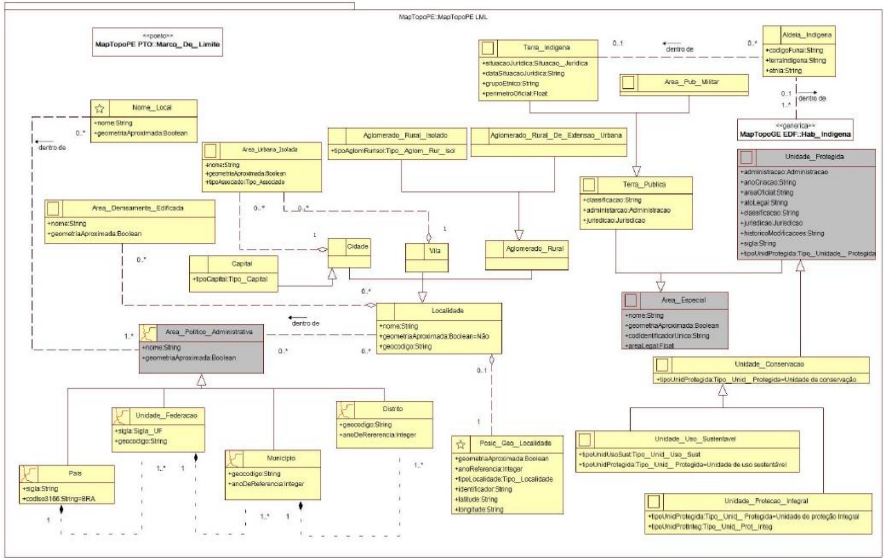 MapTopoPE::MapTopoPE LML
<<ponto>>
MapTopoPE PTO::Marco_De_Limite
Terra_Indigena
+situacaoJuridica:Situacao_Juridica
+dataSituacaoJuridica:String
+grupoEtnico:String
+perimetroOficial:Float
0..1
dentro de
0..*
Aldeia_Indigena
+codigoFunai:String
+terraIndigena:String
+etnia:String
0..1
dentro de
1..*
<<generica>>
MapTopoGE EDF::Hab_Indigena
Area_Pub_Militar
Nome_Local
+nome:String
+geometriaAproximada:Boolean
0..*
dentro de
Area_Urbana_Isolada
+nome:String
+geometriaAproximada:Boolean
+tipoAssociado:Tipo_Associado
0..*
0..*
Aglomerado_Rural_Isolado
+tipoAglomRurIsol:Tipo_Aglom_Rur_Isol
Aglomerado_Rural_De_Extensao_Urbana
Unidade_Protegida
+administracao:Administracao
+anoCriacao:String
+areaOficial:String
+atoLegal:String
+classificacao:String
+jurisdicao:Jurisdicao
+historicoModificacoes:String
+sigla:String
+tipoUnidProtegida:Tipo_Unidade_Protegida
Terra_Publica
+classificacao:String
+administarcao:Administracao
+jurisdicao:Jurisdicao
Area_Densamente_Edificada
+nome:String
+geometriaAproximada:Boolean
0..*
Capital
+tipoCapital:Tipo_Capital
1
Cidade
1
Vila
Aglomerado_Rural
0..*
Localidade
+nome:String
+geometriaAproximada:Boolean=Não
+geocodigo:String
Area_Especial
+nome:String
+geometriaAproximada:Boolean
+codIdentificadorUnico:String
+areaLegal:Float
1..*
Area_Politico_Administrativa
+nome:String
+geometriaAproximada:Boolean
dentro de
0..*
0..*
0..1
1
Unidade_Conservacao
+tipoUnidProtegida:Tipo_Unid_Protegida=Unidade de conservação
Unidade_Federacao
+sigla:Sigla_UF
+geocodigo:String
Distrito
+geocodigo:String
+anoDeReferencia:Integer
Unidade_Uso_Sustentavel
+tipoUnidUsoSust:Tipo_Unid_Uso_Sust
+tipoUnidProtegida:Tipo_Unid_Protegida=Unidade de uso sustentável
Pais
+sigla:String
+codIso3166:String=BRA
1..*
1
Municipio
+geocodigo:String
+anoDeReferencia:Integer
1..*
Posic_Geo_Localidade
+geometriaAproximada:Boolean
+anoReferencia:Integer
+tipoLocalidade:Tipo_Localidade
+identificador:String
+latitude:String
+longitude:String
Unidade_Protecao_Integral
+tipoUnidProtegida:Tipo_Unid_Protegida=Unidade de proteção Integral
+tipoUnidProtInteg:Tipo_Unid_Prot_Integ
1
1..*
1